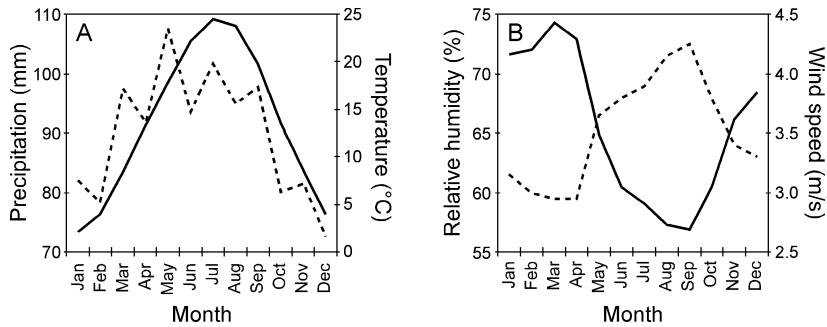 A
Precipitation (mm)
110
100
90
80
70
Temperature (°C)
25
20
15
10
5
0
Jan
Feb
Mar
Apr
May
Jun
Jul
Aug
Sep
Oct
Nov
Dec
Month
B
Relative humidity (%)
75
70
65
60
55
Wind speed (m/s)
4.5
4.0
3.5
3.0
2.5
Jan
Feb
Mar
Apr
May
Jun
Jul
Aug
Sep
Oct
Nov
Dec
Month